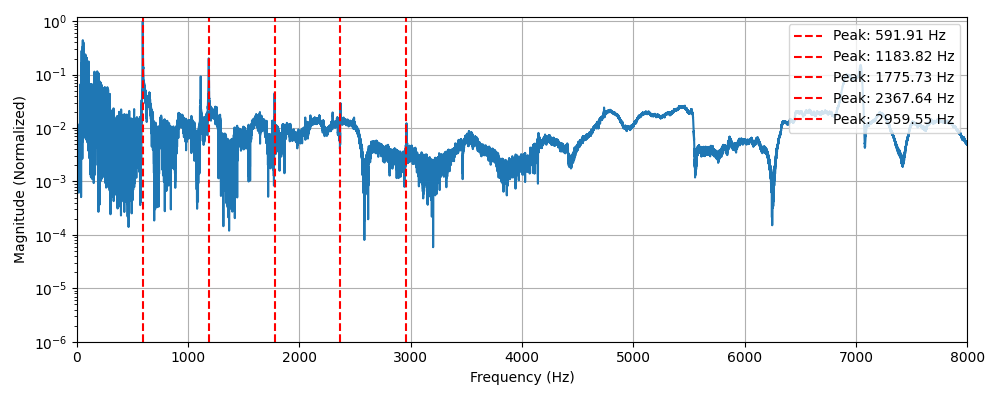 10⁰
10⁻¹
10⁻²
10⁻³
10⁻⁴
10⁻⁵
10⁻⁶
Magnitude (Normalized)
Peak: 591.91 Hz
Peak: 1183.82 Hz
Peak: 1775.73 Hz
Peak: 2367.64 Hz
Peak: 2959.55 Hz
0 1000 2000 3000 4000 5000 6000 7000 8000
Frequency (Hz)